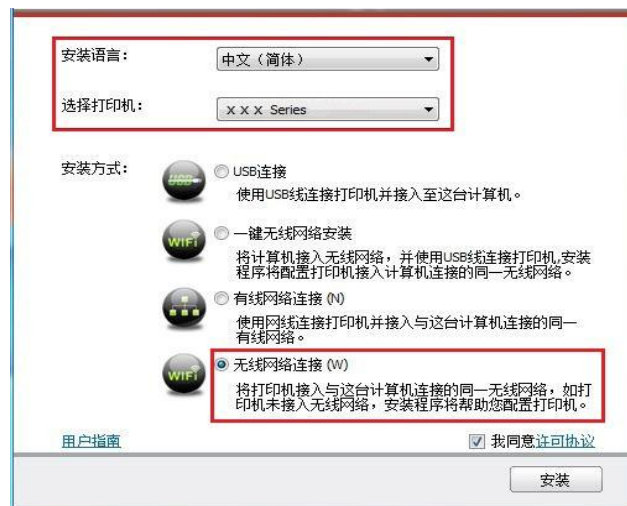 安装语言： 中文（简体）
选择打印机： X X X Series
安装方式： USB连接
使用USB线连接打印机并接入至这台计算机。
一键无线网络安装
将计算机接入无线网络，并使用USB线连接打印机,安装
程序将配置打印机接入计算机连接的同一无线网络。
有线网络连接 (N)
使用网线连接打印机并接入与这台计算机连接的同一
有线网络。
无线网络连接 (W)
将打印机接入与这台计算机连接的同一无线网络，如打
印机未接入无线网络，安装程序将帮助您配置打印机。
USB
WiFi
WiFi
用户指南 我同意许可协议
安装